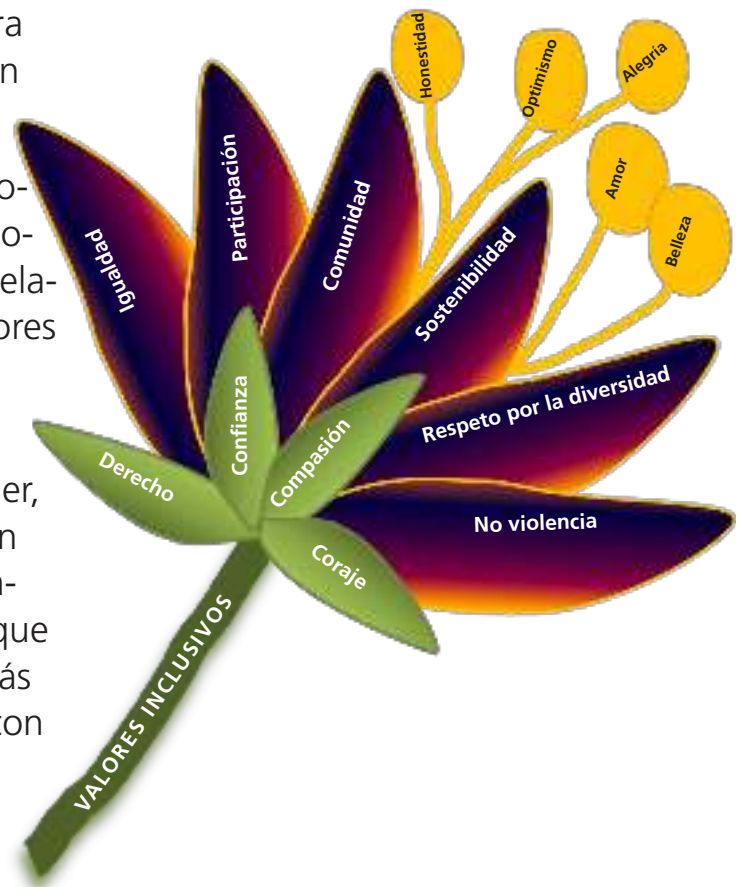 ra
n
o-
o-
ela-
ores
er,
n
n-
que
ás
con
Honestidad
Optimismo
Alegría
Amor
Belleza
Igualdad
Participación
Comunidad
Sostenibilidad
Respeto por la diversidad
No violencia
Derecho
Confianza
Compasión
Coraje
VALORES INCLUSIVOS